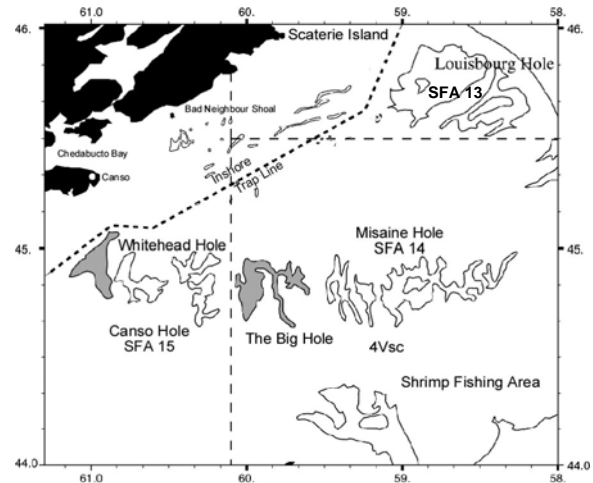 61.
60.
59.
58.
46.
46.
Scaterie Island
Louisbourg Hole
SFA 13
Bad Neighbour Shoal
Chedabucto Bay
Canso
Inshore
Trap Line
45.
45.
Whitehead Hole
Misaine Hole
SFA 14
Canso Hole
SFA 15
The Big Hole
4Vsc
Shrimp Fishing Area
44.0
44.0
61.0
60.
59.
58.